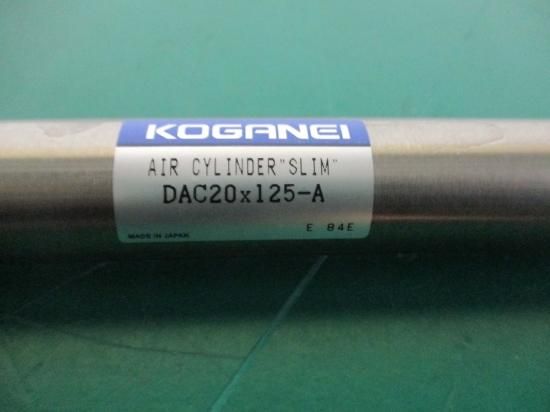 KOGANEI
AIR CYLINDER"SLIM"
DAC20x125-A
MADE IN JAPAN E 84E